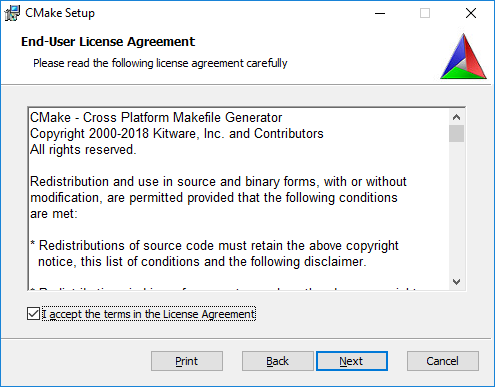 CMake Setup
End-User License Agreement
Please read the following license agreement carefully
CMake - Cross Platform Makefile Generator
Copyright 2000-2018 Kitware, Inc. and Contributors
All rights reserved.
Redistribution and use in source and binary forms, with or without
modification, are permitted provided that the following conditions
are met:
* Redistributions of source code must retain the above copyright
notice, this list of conditions and the following disclaimer.
I accept the terms in the License Agreement
Print Back Next Cancel